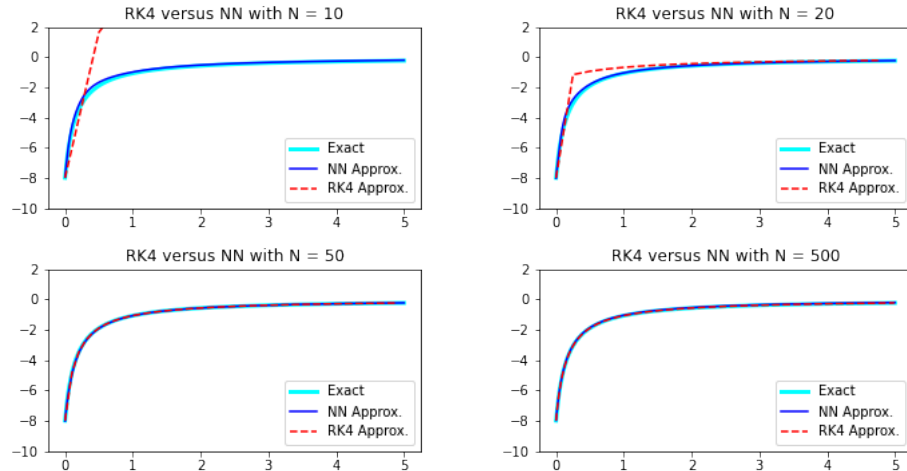 RK4 versus NN with N = 10
2
0
−2
−4
−6
−8
−10
0 1 2 3 4 5
Exact
NN Approx.
RK4 Approx.
RK4 versus NN with N = 20
2
0
−2
−4
−6
−8
−10
0 1 2 3 4 5
Exact
NN Approx.
RK4 Approx.
RK4 versus NN with N = 50
2
0
−2
−4
−6
−8
−10
0 1 2 3 4 5
Exact
NN Approx.
RK4 Approx.
RK4 versus NN with N = 500
2
0
−2
−4
−6
−8
−10
0 1 2 3 4 5
Exact
NN Approx.
RK4 Approx.